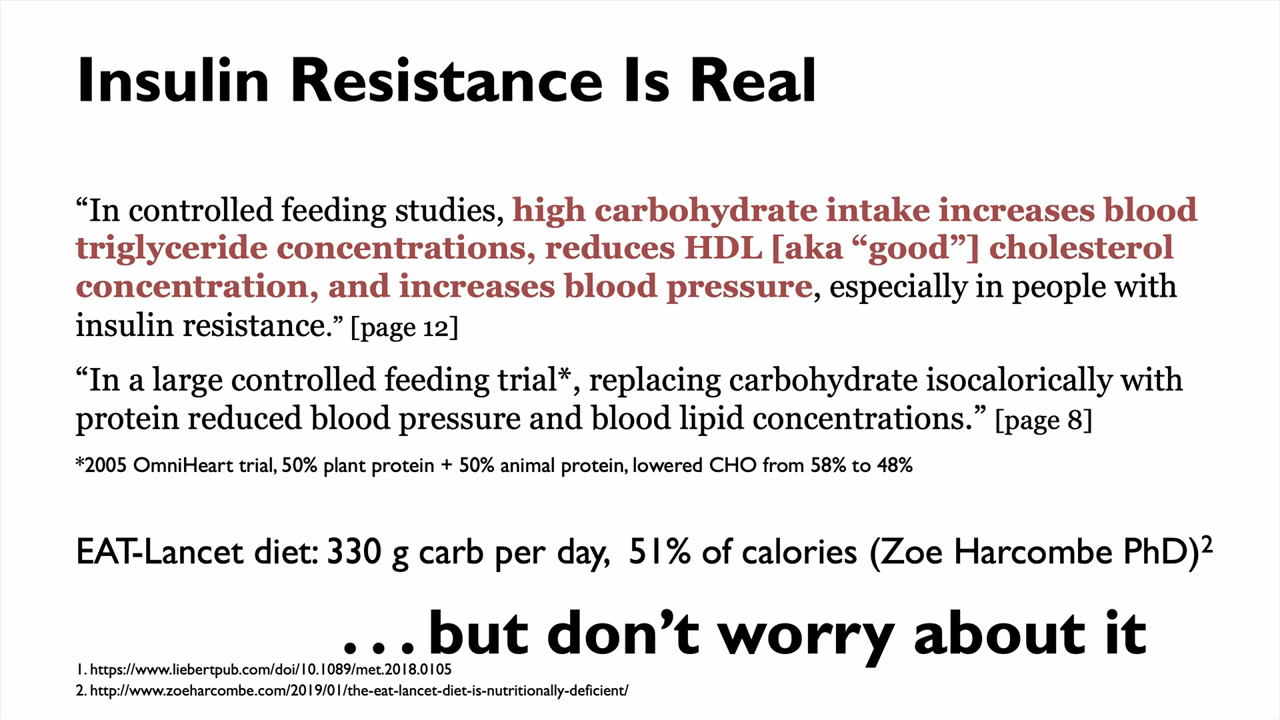 Insulin Resistance Is Real
“In controlled feeding studies, high carbohydrate intake increases blood
triglyceride concentrations, reduces HDL [aka “good”] cholesterol
concentration, and increases blood pressure, especially in people with
insulin resistance.” [page 12]
“In a large controlled feeding trial*, replacing carbohydrate isocalorically with
protein reduced blood pressure and blood lipid concentrations.” [page 8]
*2005 OmniHeart trial, 50% plant protein + 50% animal protein, lowered CHO from 58% to 48%
EAT-Lancet diet: 330 g carb per day, 51% of calories (Zoe Harcombe PhD)2
. . . but don’t worry about it
1. https://www.liebertpub.com/doi/10.1089/met.2018.0105
2. http://www.zoeharcombe.com/2019/01/the-eat-lancet-diet-is-nutritionally-deficient/